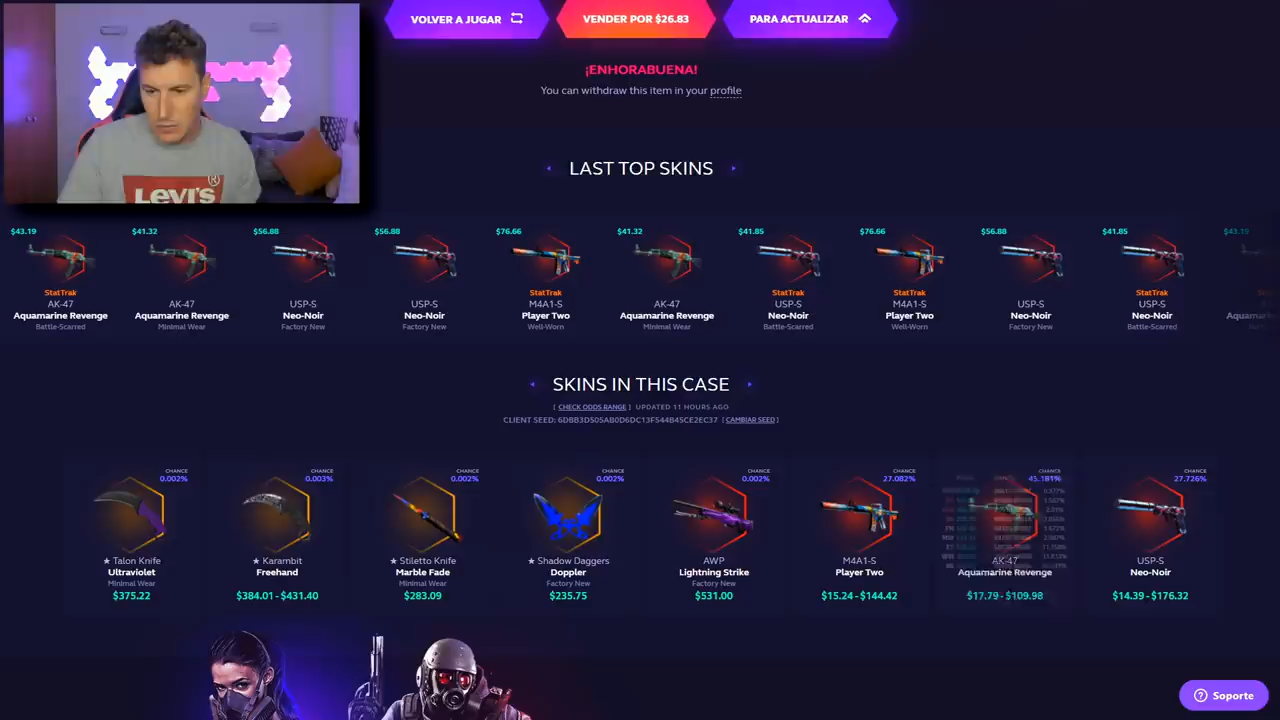 VOLVER A JUGAR
VENDER POR $26.83
PARA ACTUALIZAR
¡ENHORABUENA!
You can withdraw this item in your profile
LEVI'S
LAST TOP SKINS
$43.19 $41.32 $56.88 $56.88 $76.66 $41.32 $41.85 $76.66 $56.88 $41.85 $43.19
StatTrak StatTrak StatTrak StatTrak StatTrak
AK-47 AK-47 USP-S USP-S M4A1-S AK-47 USP-S M4A1-S USP-S USP-S
Aquamarine Revenge Aquamarine Revenge Neo-Noir Neo-Noir Player Two Aquamarine Revenge Neo-Noir Player Two Neo-Noir Neo-Noir
Battle-Scarred Minimal Wear Factory New Factory New Well-Worn Minimal Wear Battle-Scarred Well-Worn Factory New Battle-Scarred
SKINS IN THIS CASE
[ CHECK ODDS RANGE ] UPDATED 11 HOURS AGO
CLIENT SEED: 6DBB3D505AB0D6DC13F544B45CE2EC37 [ CAMBIAR SEED ]
CHANCE CHANCE CHANCE CHANCE CHANCE CHANCE CHANCE CHANCE
0.002% 0.003% 0.002% 0.002% 0.002% 27.082% 45.181% 27.726%
★ Talon Knife ★ Karambit ★ Stiletto Knife ★ Shadow Daggers AWP M4A1-S AK-47 USP-S
Ultraviolet Freehand Marble Fade Doppler Lightning Strike Player Two Aquamarine Revenge Neo-Noir
Minimal Wear Minimal Wear Factory New Factory New
$375.22 $384.01 - $431.40 $283.09 $235.75 $531.00 $15.24 - $144.42 $17.79 - $109.98 $14.39 - $176.32
Soporte